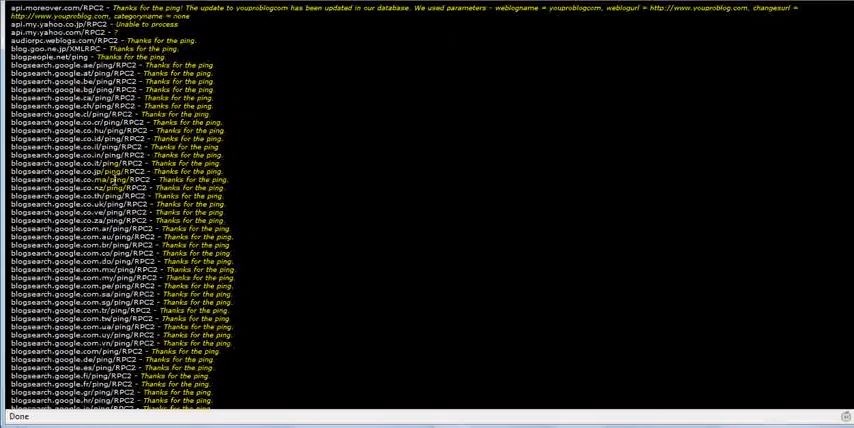 api.moreover.com/RPC2 - Thanks for the ping! The update to youproblogcom has been updated in our database. We used parameters - weblogname = youproblogcom, weblogurl = http://www.youproblog.com, changesurl =
http://www.youproblog.com, categoryname = none
api.my.yahoo.co.jp/RPC2 - Unable to process
api.my.yahoo.com/RPC2 - ?
audiorpc.weblogs.com/RPC2 - Thanks for the ping.
blog.goo.ne.jp/XMLRPC - Thanks for the ping.
blogpeople.net/ping - Thanks for the ping.
blogsearch.google.ae/ping/RPC2 - Thanks for the ping.
blogsearch.google.at/ping/RPC2 - Thanks for the ping.
blogsearch.google.be/ping/RPC2 - Thanks for the ping.
blogsearch.google.bg/ping/RPC2 - Thanks for the ping.
blogsearch.google.ca/ping/RPC2 - Thanks for the ping.
blogsearch.google.ch/ping/RPC2 - Thanks for the ping.
blogsearch.google.cl/ping/RPC2 - Thanks for the ping.
blogsearch.google.co.cr/ping/RPC2 - Thanks for the ping.
blogsearch.google.co.hu/ping/RPC2 - Thanks for the ping.
blogsearch.google.co.id/ping/RPC2 - Thanks for the ping.
blogsearch.google.co.il/ping/RPC2 - Thanks for the ping.
blogsearch.google.co.in/ping/RPC2 - Thanks for the ping.
blogsearch.google.co.it/ping/RPC2 - Thanks for the ping.
blogsearch.google.co.jp/ping/RPC2 - Thanks for the ping.
blogsearch.google.co.ma/ping/RPC2 - Thanks for the ping.
blogsearch.google.co.nz/ping/RPC2 - Thanks for the ping.
blogsearch.google.co.th/ping/RPC2 - Thanks for the ping.
blogsearch.google.co.uk/ping/RPC2 - Thanks for the ping.
blogsearch.google.co.ve/ping/RPC2 - Thanks for the ping.
blogsearch.google.co.za/ping/RPC2 - Thanks for the ping.
blogsearch.google.com.ar/ping/RPC2 - Thanks for the ping.
blogsearch.google.com.au/ping/RPC2 - Thanks for the ping.
blogsearch.google.com.br/ping/RPC2 - Thanks for the ping.
blogsearch.google.com.co/ping/RPC2 - Thanks for the ping.
blogsearch.google.com.do/ping/RPC2 - Thanks for the ping.
blogsearch.google.com.mx/ping/RPC2 - Thanks for the ping.
blogsearch.google.com.my/ping/RPC2 - Thanks for the ping.
blogsearch.google.com.pe/ping/RPC2 - Thanks for the ping.
blogsearch.google.com.sa/ping/RPC2 - Thanks for the ping.
blogsearch.google.com.sg/ping/RPC2 - Thanks for the ping.
blogsearch.google.com.tr/ping/RPC2 - Thanks for the ping.
blogsearch.google.com.tw/ping/RPC2 - Thanks for the ping.
blogsearch.google.com.ua/ping/RPC2 - Thanks for the ping.
blogsearch.google.com.uy/ping/RPC2 - Thanks for the ping.
blogsearch.google.com.vn/ping/RPC2 - Thanks for the ping.
blogsearch.google.com/ping/RPC2 - Thanks for the ping.
blogsearch.google.de/ping/RPC2 - Thanks for the ping.
blogsearch.google.es/ping/RPC2 - Thanks for the ping.
blogsearch.google.fi/ping/RPC2 - Thanks for the ping.
blogsearch.google.fr/ping/RPC2 - Thanks for the ping.
blogsearch.google.gr/ping/RPC2 - Thanks for the ping.
blogsearch.google.hr/ping/RPC2 - Thanks for the ping.
Done